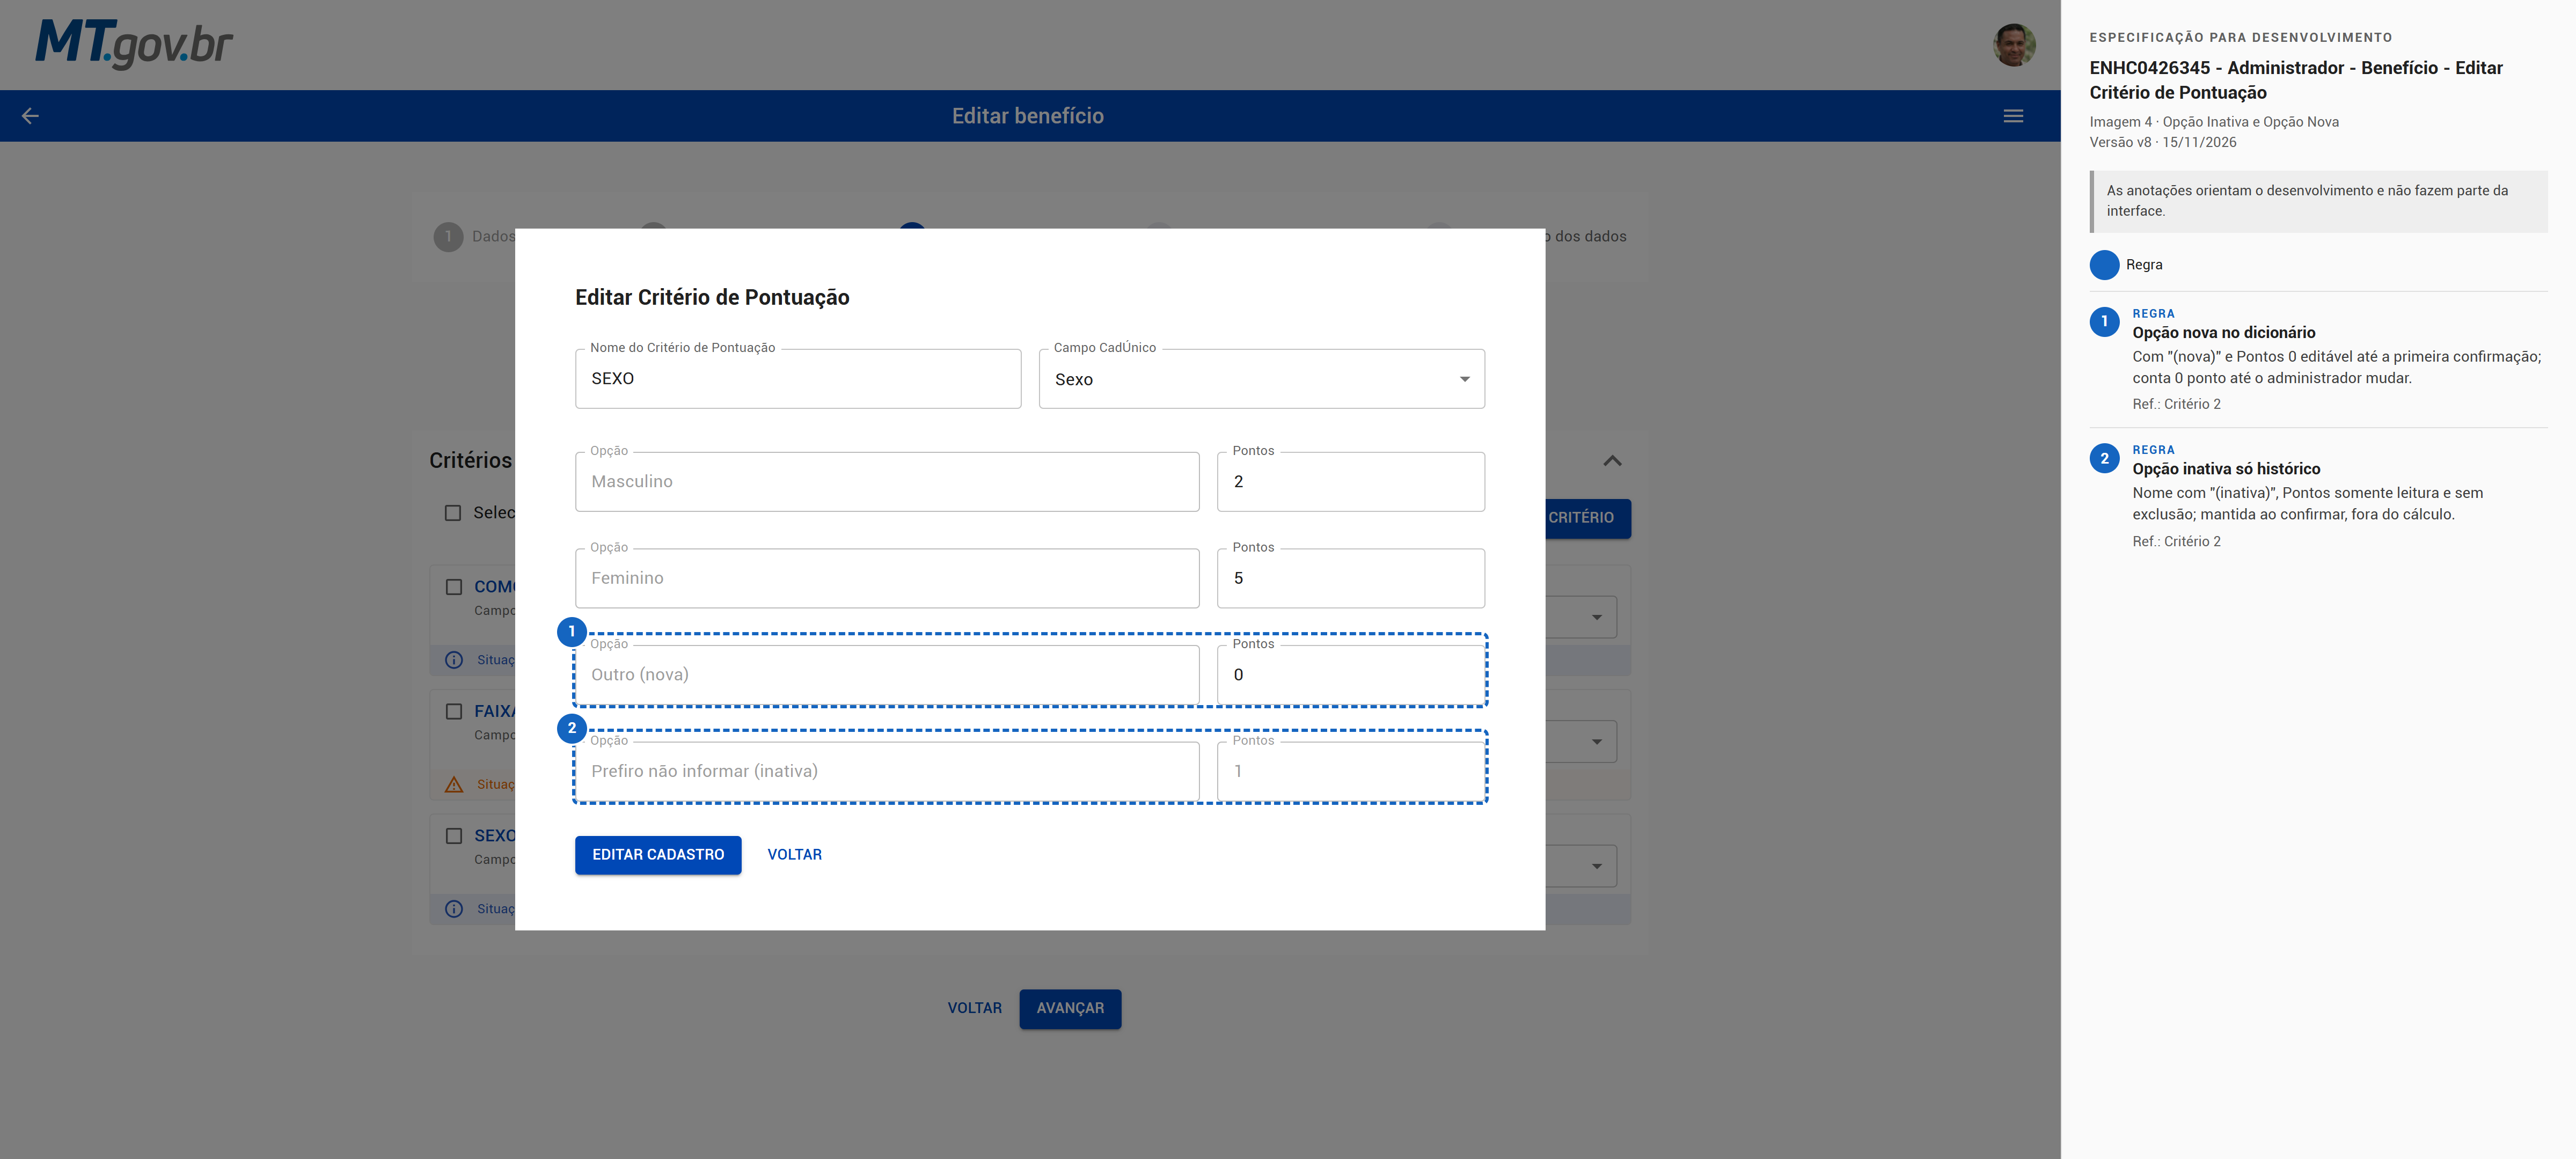 MT.gov.br
Editar benefício
1 Dados
o dos dados
Critérios
Selec
CRITÉRIO
COMO
Campo
Situaç
FAIXA
Campo
Situaç
SEXO
Campo
Situaç
VOLTAR
AVANÇAR
Editar Critério de Pontuação
Nome do Critério de Pontuação
SEXO
Campo CadÚnico
Sexo
Opção
Masculino
Pontos
2
Opção
Feminino
Pontos
5
1
Opção
Outro (nova)
Pontos
0
2
Opção
Prefiro não informar (inativa)
Pontos
1
EDITAR CADASTRO
VOLTAR
ESPECIFICAÇÃO PARA DESENVOLVIMENTO
ENHC0426345 - Administrador - Benefício - Editar
Critério de Pontuação
Imagem 4 · Opção Inativa e Opção Nova
Versão v8 · 15/11/2026
As anotações orientam o desenvolvimento e não fazem parte da
interface.
Regra
1
REGRA
Opção nova no dicionário
Com "(nova)" e Pontos 0 editável até a primeira confirmação;
conta 0 ponto até o administrador mudar.
Ref.: Critério 2
2
REGRA
Opção inativa só histórico
Nome com "(inativa)", Pontos somente leitura e sem
exclusão; mantida ao confirmar, fora do cálculo.
Ref.: Critério 2